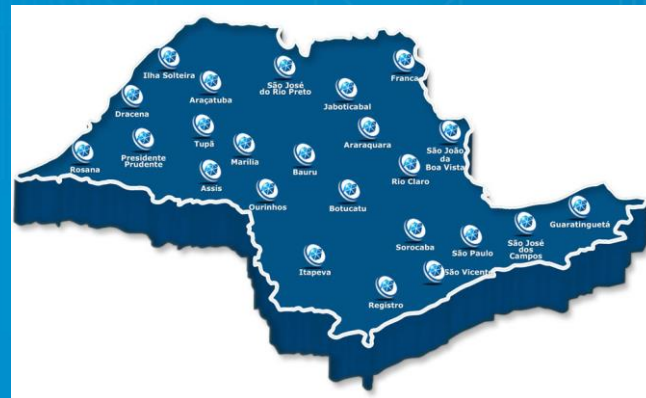 Ilha Solteira
São José
do Rio Preto
Franca
Araçatuba
Jaboticabal
Dracena
Tupã
Araraquara
São João
da
Boa Vista
Presidente
Prudente
Marília
Bauru
Rosana
Assis
Rio Claro
Ourinhos
Botucatu
Guaratinguetá
Sorocaba
São Paulo
São José
dos
Campos
Itapeva
São Vicente
Registro